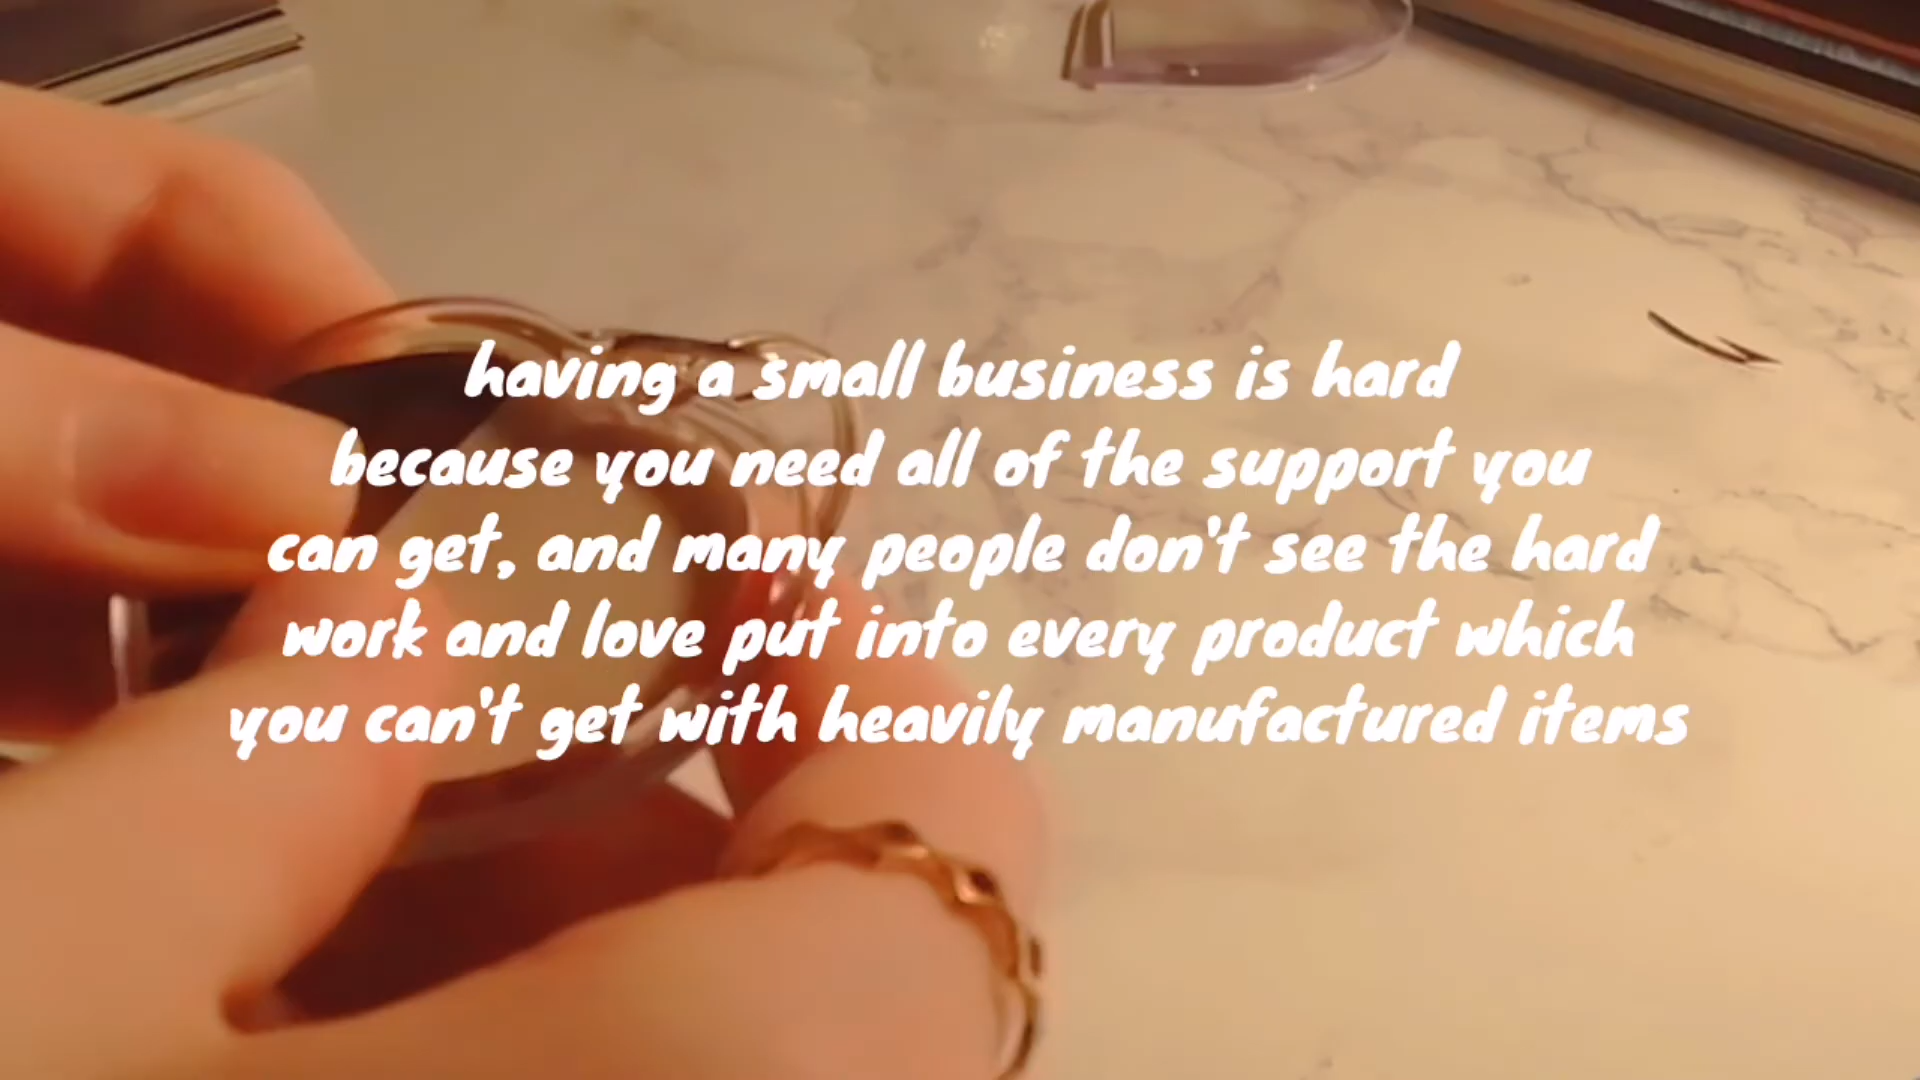 having a small business is hard
because you need all of the support you
can get, and many people don't see the hard
work and love put into every product which
you can't get with heavily manufactured items